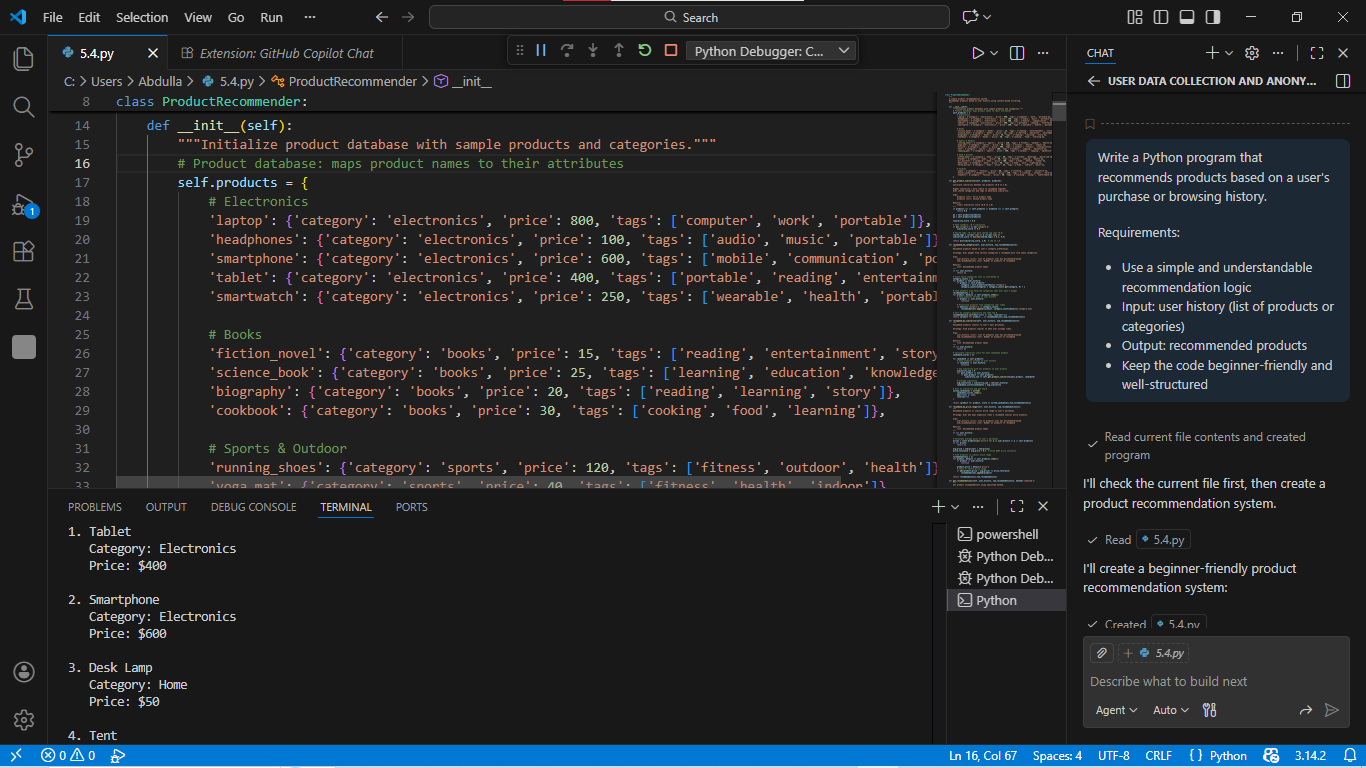 File Edit Selection View Go Run ···
Search
5.4.py
Extension: GitHub Copilot Chat
Python Debugger: C...
C: > Users > Abdulla > 5.4.py > ProductRecommender > __init__
8 class ProductRecommender:
14 def __init__(self):
15 """Initialize product database with sample products and categories."""
16 # Product database: maps product names to their attributes
17 self.products = {
18 # Electronics
19 'laptop': {'category': 'electronics', 'price': 800, 'tags': ['computer', 'work', 'portable']},
20 'headphones': {'category': 'electronics', 'price': 100, 'tags': ['audio', 'music', 'portable']}
21 'smartphone': {'category': 'electronics', 'price': 600, 'tags': ['mobile', 'communication', 'po
22 'tablet': {'category': 'electronics', 'price': 400, 'tags': ['portable', 'reading', 'entertainm
23 'smartwatch': {'category': 'electronics', 'price': 250, 'tags': ['wearable', 'health', 'portabl
24
25 # Books
26 'fiction_novel': {'category': 'books', 'price': 15, 'tags': ['reading', 'entertainment', 'story
27 'science_book': {'category': 'books', 'price': 25, 'tags': ['learning', 'education', 'knowledge
28 'biography': {'category': 'books', 'price': 20, 'tags': ['reading', 'learning', 'story']},
29 'cookbook': {'category': 'books', 'price': 30, 'tags': ['cooking', 'food', 'learning']},
30
31 # Sports & Outdoor
32 'running_shoes': {'category': 'sports', 'price': 120, 'tags': ['fitness', 'outdoor', 'health']}
33 'yoga_mat': {'category': 'sports', 'price': 40, 'tags': ['fitness', 'health', 'indoor']},
PROBLEMS OUTPUT DEBUG CONSOLE TERMINAL PORTS
1. Tablet
Category: Electronics
Price: $400
2. Smartphone
Category: Electronics
Price: $600
3. Desk Lamp
Category: Home
Price: $50
4. Tent
powershell
Python Deb...
Python Deb...
Python
CHAT
USER DATA COLLECTION AND ANONY...
Write a Python program that
recommends products based on a user's
purchase or browsing history.
Requirements:
• Use a simple and understandable
recommendation logic
• Input: user history (list of products or
categories)
• Output: recommended products
• Keep the code beginner-friendly and
well-structured
Read current file contents and created
program
I'll check the current file first, then create a
product recommendation system.
Read 5.4.py
I'll create a beginner-friendly product
recommendation system:
Created 5.4.py
5.4.py
Describe what to build next
Agent Auto
1
0 0
Ln 16, Col 67 Spaces: 4 UTF-8 CRLF { } Python 3.14.2